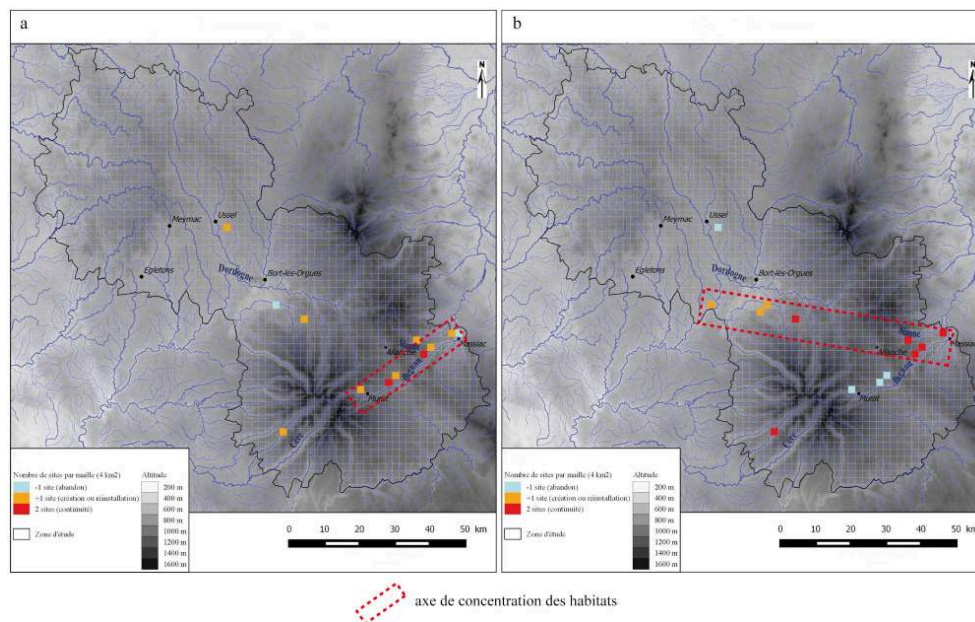 a
N
Meymac
Ussel
Egletons
Dordogne
Bort-les-Orgues
Allanche
Massiac
Murat
Cère
Nombre de sites par maille (4 km2)
-1 site (abandon)
+1 site (création ou réinstallation)
2 sites (continuité)
Zone d'étude
Altitude
200 m
400 m
600 m
800 m
1000 m
1200 m
1400 m
1600 m
0 10 20 30 40 50 km
b
N
Meymac
Ussel
Egletons
Dordogne
Bort-les-Orgues
Allanche
Massiac
Murat
Cère
Nombre de sites par maille (4 km2)
-1 site (abandon)
+1 site (création ou réinstallation)
2 sites (continuité)
Zone d'étude
Altitude
200 m
400 m
600 m
800 m
1000 m
1200 m
1400 m
1600 m
0 10 20 30 40 50 km
axe de concentration des habitats